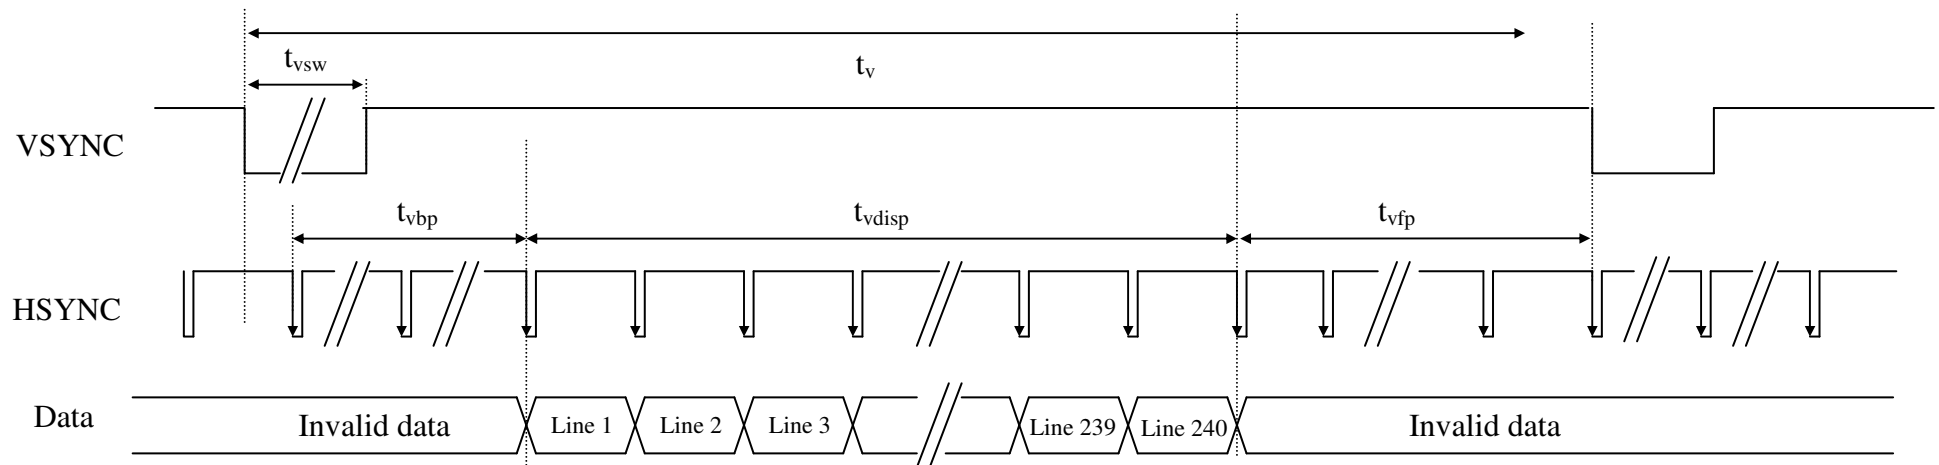 t_vsw
t_v
VSYNC
t_vbp t_vdisp t_vfp
HSYNC
Data Invalid data Line 1 Line 2 Line 3 Line 239 Line 240 Invalid data